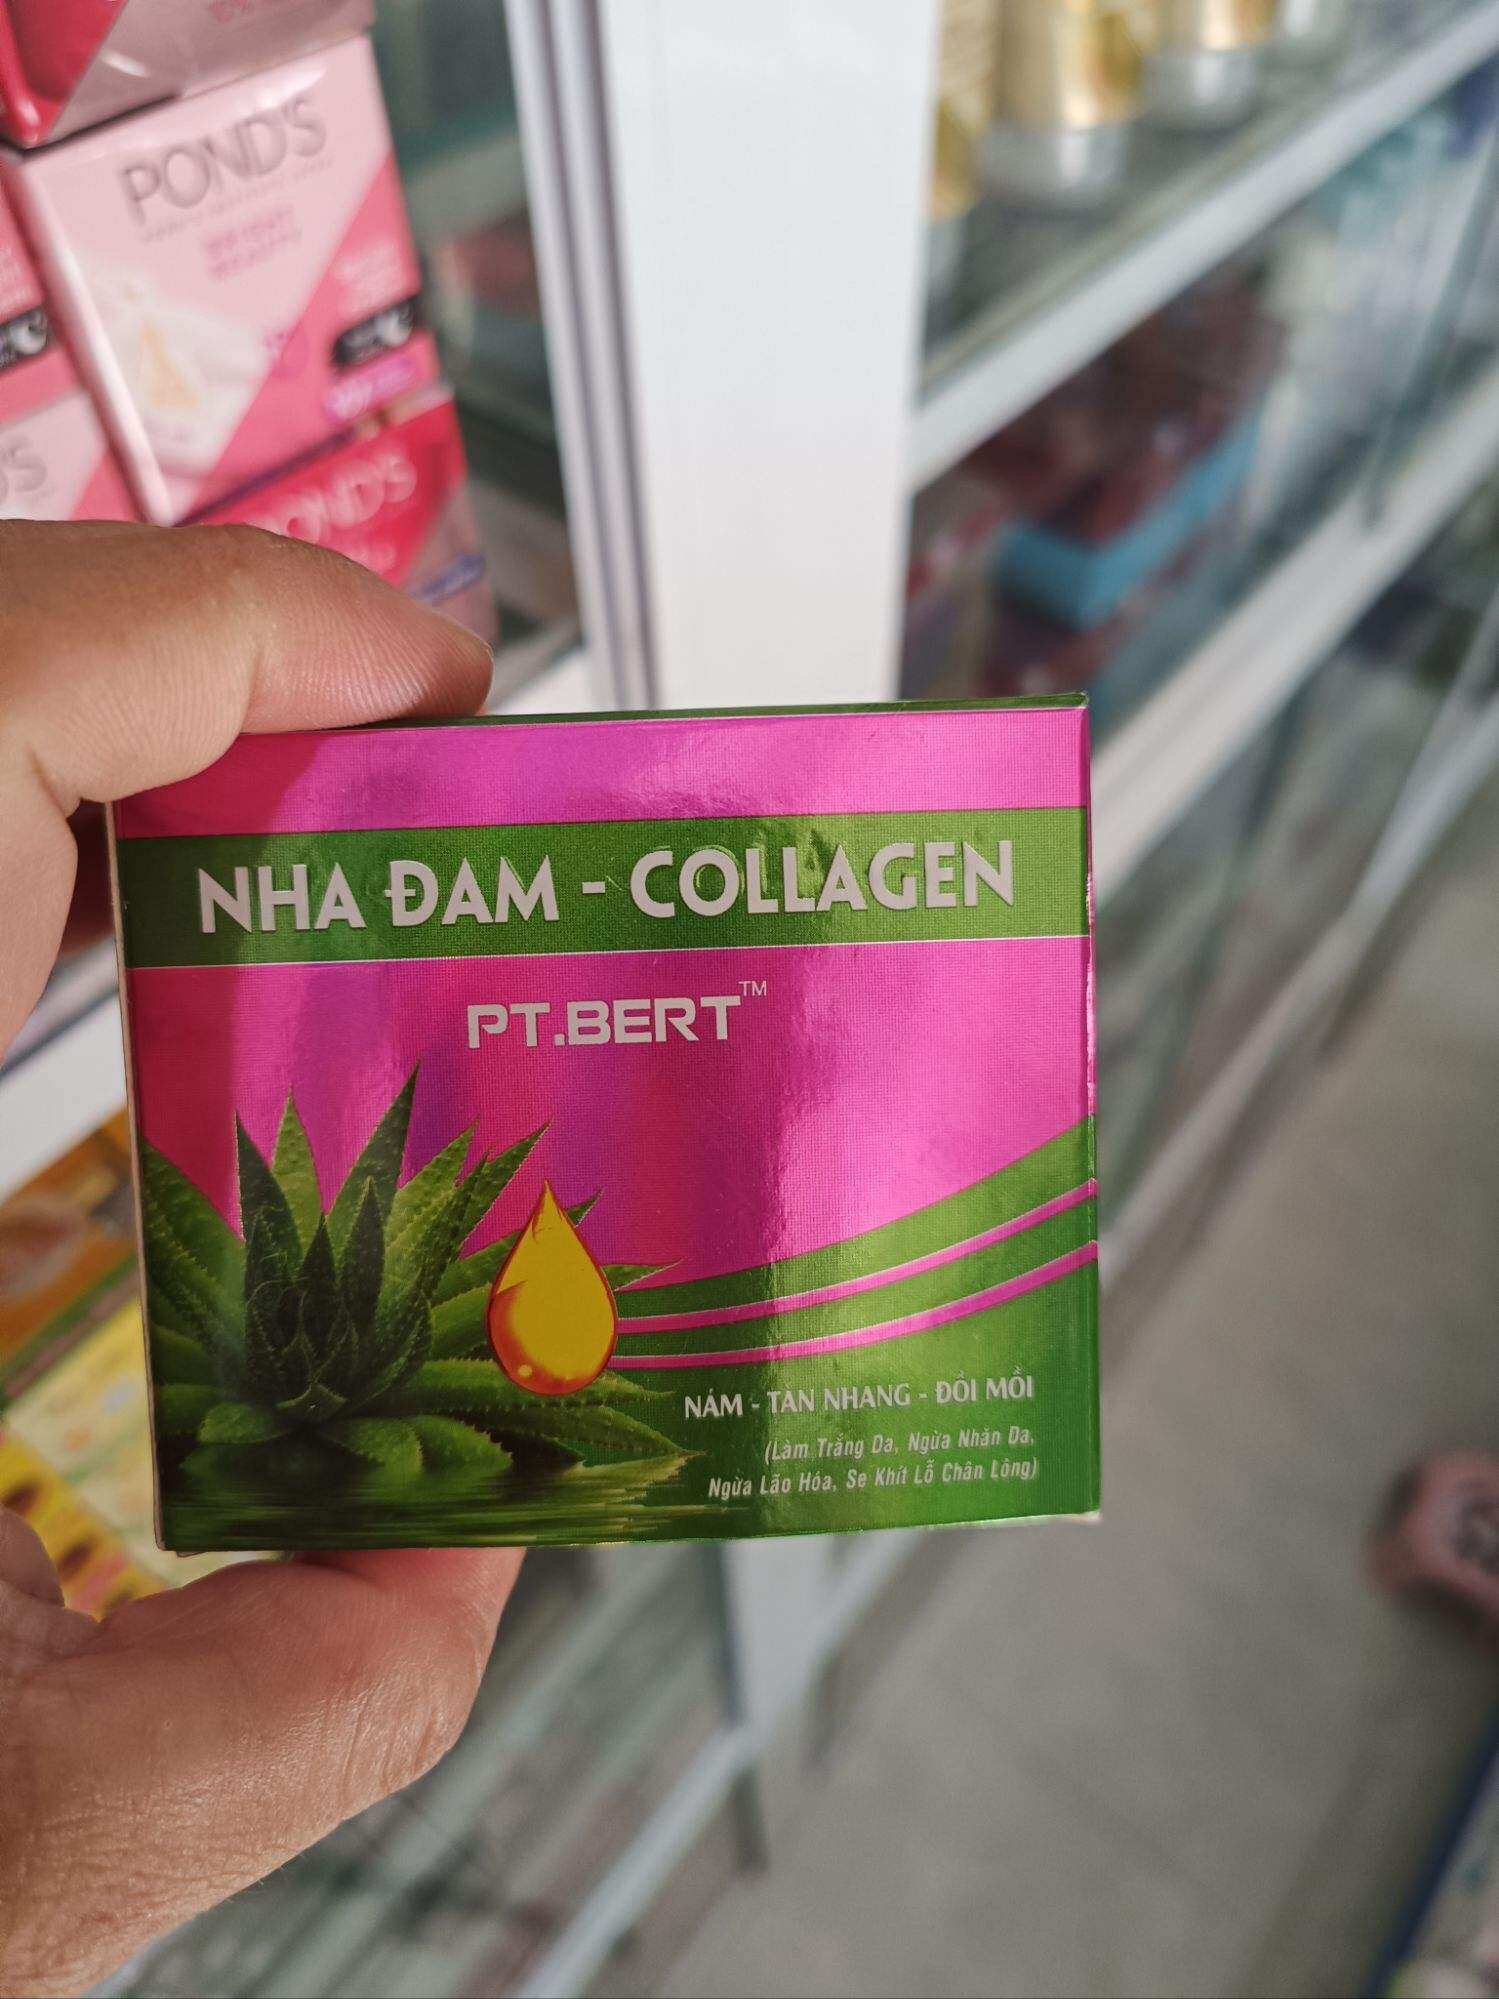 POND'S
POND'S
NHA ĐAM - COLLAGEN
PT.BERT™
NÁM - TÀN NHANG - ĐỒI MỒI
(Làm Trắng Da, Ngừa Nhăn Da,
Ngừa Lão Hóa, Se Khít Lỗ Chân Lông)